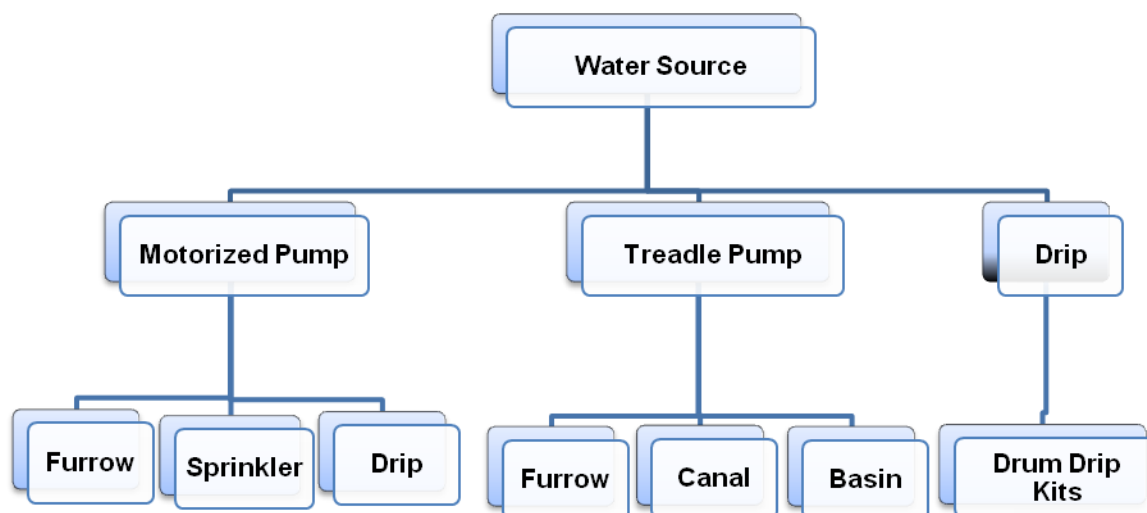 Water Source
Motorized Pump
Treadle Pump
Drip
Furrow
Sprinkler
Drip
Furrow
Canal
Basin
Drum Drip
Kits